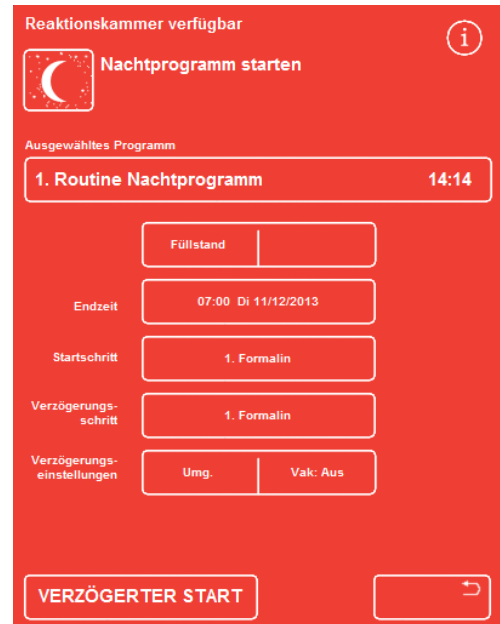 Reaktionskammer verfügbar
i
Nachtprogramm starten
Ausgewähltes Programm
1. Routine Nachtprogramm 14:14
Füllstand
Endzeit 07:00 Di 11/12/2013
Startschritt 1. Formalin
Verzögerungs-
schritt 1. Formalin
Verzögerungs-
einstellungen Umg. Vak: Aus
VERZÖGERTER START